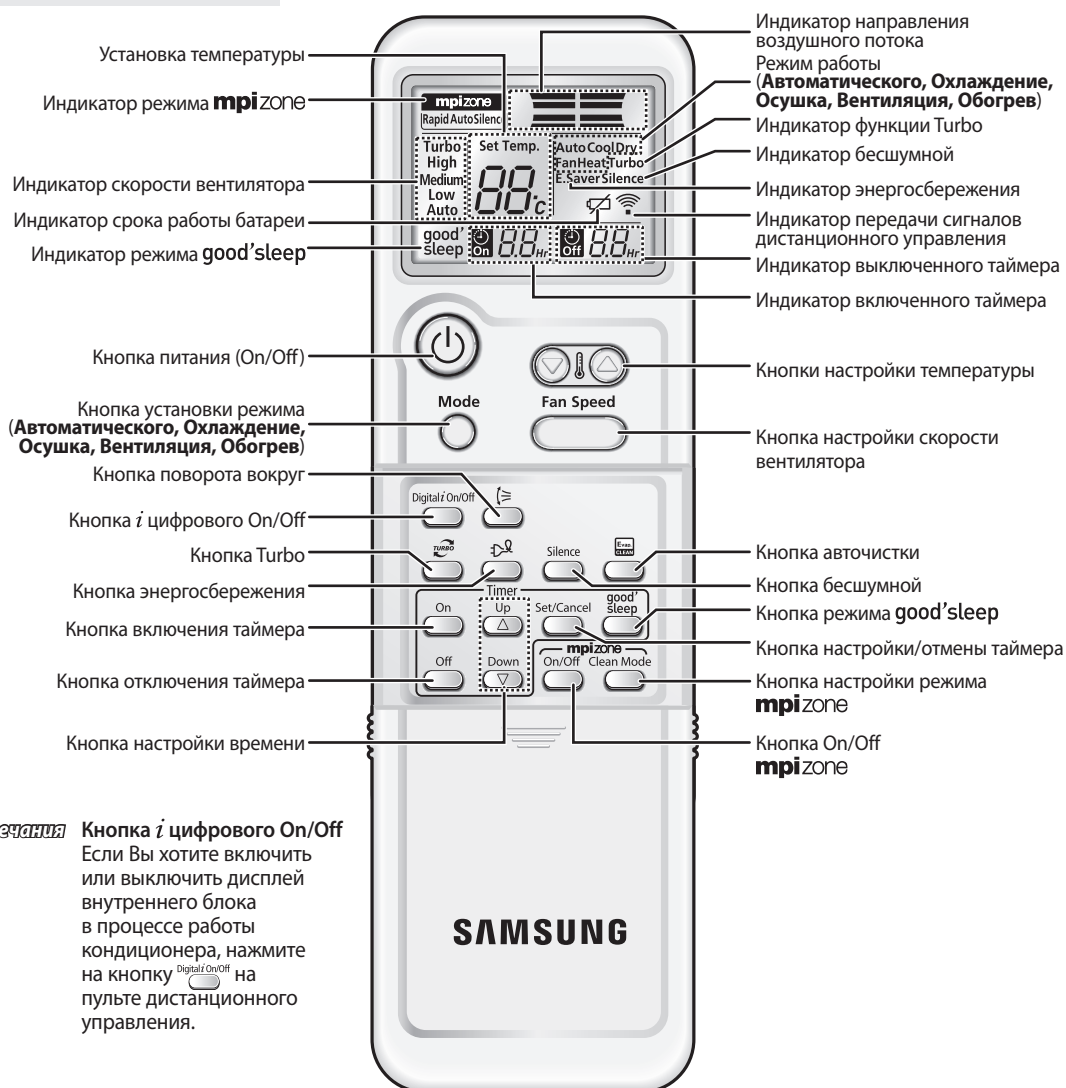 Установка температуры
Индикатор режима mpizone
Индикатор скорости вентилятора
Индикатор срока работы батареи
Индикатор режима good'sleep
Кнопка питания (On/Off)
Кнопка установки режима
(Автоматического, Охлаждение,
Осушка, Вентиляция, Обогрев)
Кнопка поворота вокруг
Кнопка i цифрового On/Off
Кнопка Turbo
Кнопка энергосбережения
Кнопка включения таймера
Кнопка отключения таймера
Кнопка настройки времени
mpizone
Rapid Auto Silence
Turbo
High
Medium
Low
Auto
Set Temp.
88°C
Auto Cool Dry
Fan Heat Turbo
E.Saver Silence
good'
sleep
On 88Hr
Off 88Hr
Mode
Fan Speed
Digital i On/Off
TURBO
Silence
Evap
CLEAN
Timer
On
Up
Set/Cancel
good'
sleep
mpizone
Off
Down
On/Off
Clean Mode
SAMSUNG
Индикатор направления
воздушного потока
Режим работы
(Автоматического, Охлаждение,
Осушка, Вентиляция, Обогрев)
Индикатор функции Turbo
Индикатор бесшумной
Индикатор энергосбережения
Индикатор передачи сигналов
дистанционного управления
Индикатор выключенного таймера
Индикатор включенного таймера
Кнопки настройки температуры
Кнопка настройки скорости
вентилятора
Кнопка авточистки
Кнопка бесшумной
Кнопка режима good'sleep
Кнопка настройки/отмены таймера
Кнопка настройки режима
mpizone
Кнопка On/Off
mpizone
Кнопка i цифрового On/Off
Если Вы хотите включить
или выключить дисплей
внутреннего блока
в процессе работы
кондиционера, нажмите
на кнопку Digital i On/Off на
пульте дистанционного
управления.